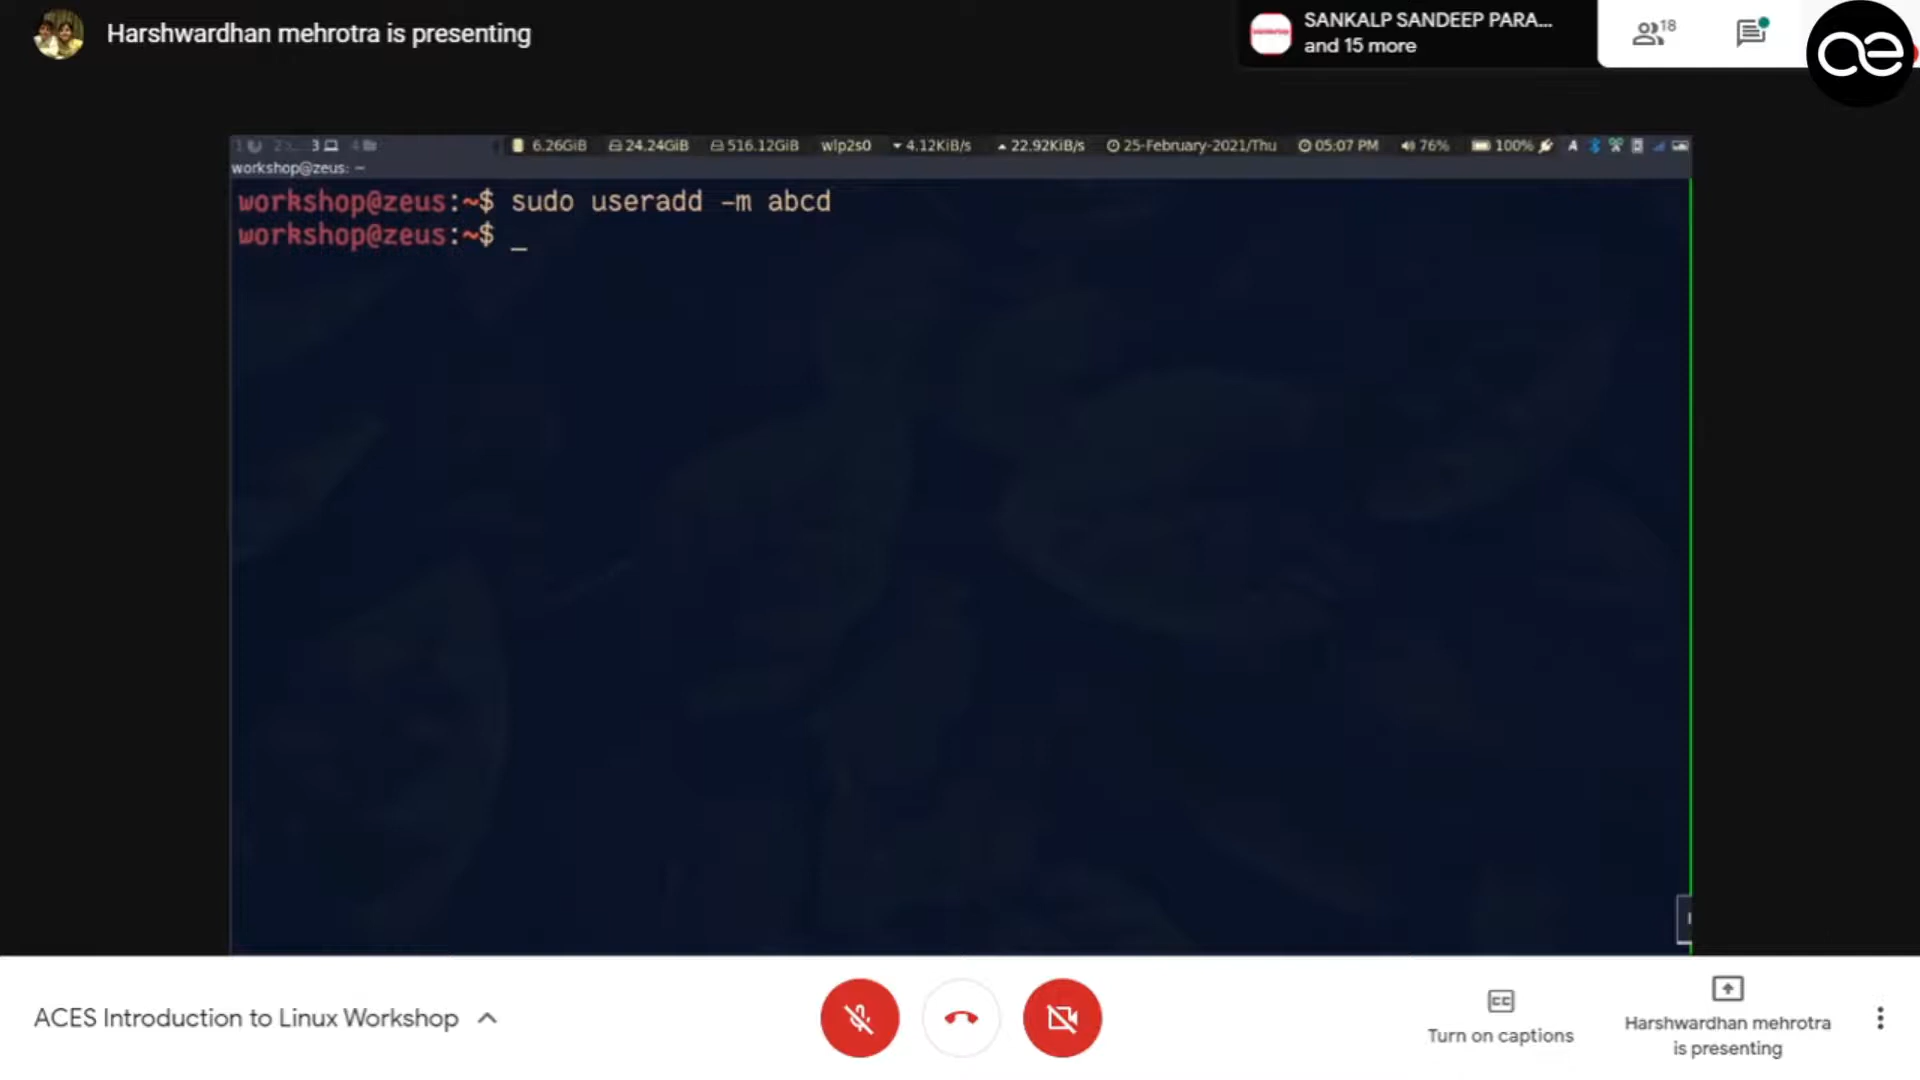 Harshwardhan mehrotra is presenting
SANKALP SANDEEP PARA...
and 15 more
18
3 6.26GiB 24.24GiB 516.12GiB wlp2s0 4.12KiB/s 22.92KiB/s 25-February-2021/Thu 05:07 PM 76% 100% A
workshop@zeus: ~
workshop@zeus:~$ sudo useradd -m abcd
workshop@zeus:~$ _
ACES Introduction to Linux Workshop
CC
Turn on captions
Harshwardhan mehrotra
is presenting